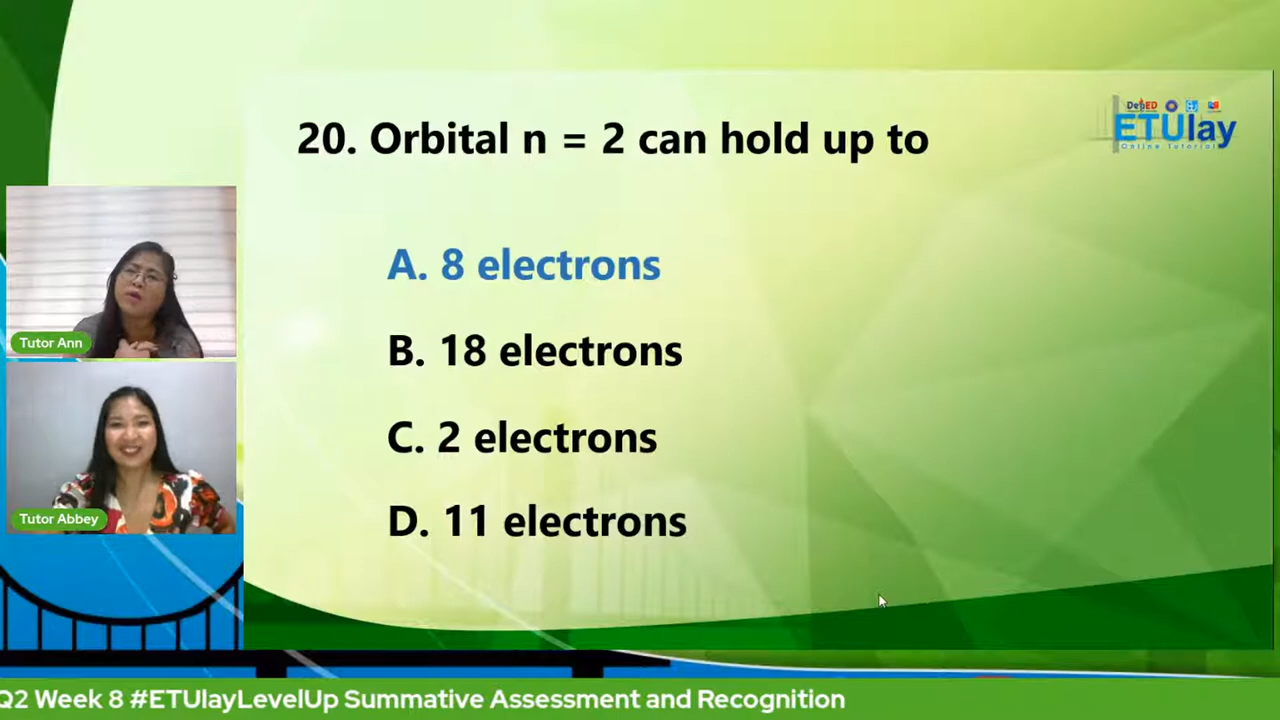 20. Orbital n = 2 can hold up to
DepED
ETUlay
Online Tutorial
A. 8 electrons
B. 18 electrons
C. 2 electrons
D. 11 electrons
Tutor Ann
Tutor Abbey
Q2 Week 8 #ETUlayLevelUp Summative Assessment and Recognition